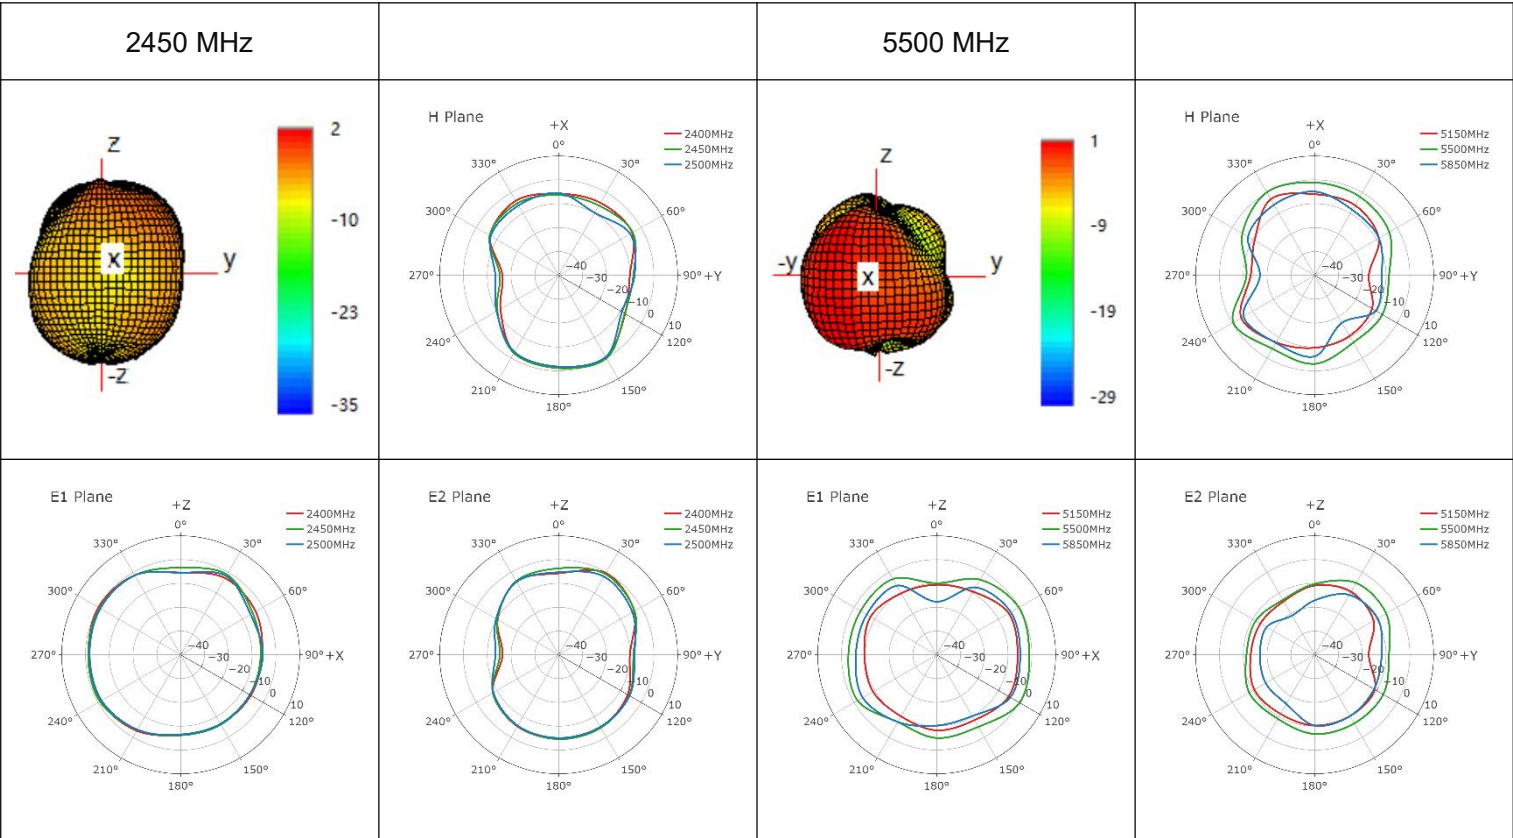 2450 MHz
5500 MHz
z
x
y
-z
2
-10
-23
-35
H Plane
+X
0°
30°
60°
90° +Y
120°
150°
180°
210°
240°
270°
300°
330°
−40
−30
−20
−10
0
10
2400MHz
2450MHz
2500MHz
z
-y
x
y
-z
1
-9
-19
-29
H Plane
+X
0°
30°
60°
90° +Y
120°
150°
180°
210°
240°
270°
300°
330°
−40
−30
−20
−10
0
10
5150MHz
5500MHz
5850MHz
E1 Plane
+Z
0°
30°
60°
90° +X
120°
150°
180°
210°
240°
270°
300°
330°
−40
−30
−20
−10
0
10
2400MHz
2450MHz
2500MHz
E2 Plane
+Z
0°
30°
60°
90° +Y
120°
150°
180°
210°
240°
270°
300°
330°
−40
−30
−20
−10
0
10
2400MHz
2450MHz
2500MHz
E1 Plane
+Z
0°
30°
60°
90° +X
120°
150°
180°
210°
240°
270°
300°
330°
−40
−30
−20
−10
0
10
5150MHz
5500MHz
5850MHz
E2 Plane
+Z
0°
30°
60°
90° +Y
120°
150°
180°
210°
240°
270°
300°
330°
−40
−30
−20
−10
0
10
5150MHz
5500MHz
5850MHz